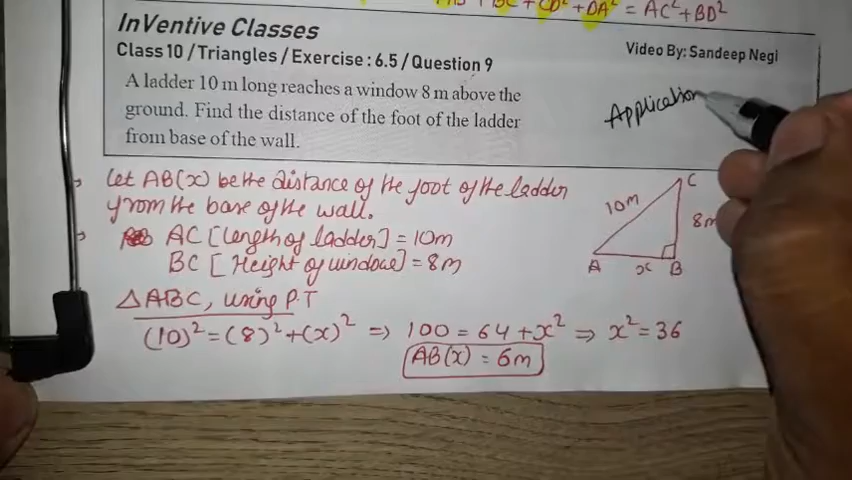 +CD² +DA² = AC²+BD²
InVentive Classes
Class 10 / Triangles / Exercise : 6.5 / Question 9
Video By: Sandeep Negi
A ladder 10 m long reaches a window 8 m above the
ground. Find the distance of the foot of the ladder
from base of the wall.
Application
Let AB(x) be the distance of the foot of the ladder
from the base of the wall.
AC [Length of ladder] = 10m
BC [Height of window] = 8m
△ABC, using P.T
(10)² = (8)² + (x)² => 100 = 64 + x² => x² = 36
AB(x) = 6m
C
10m
8m
A
x
B